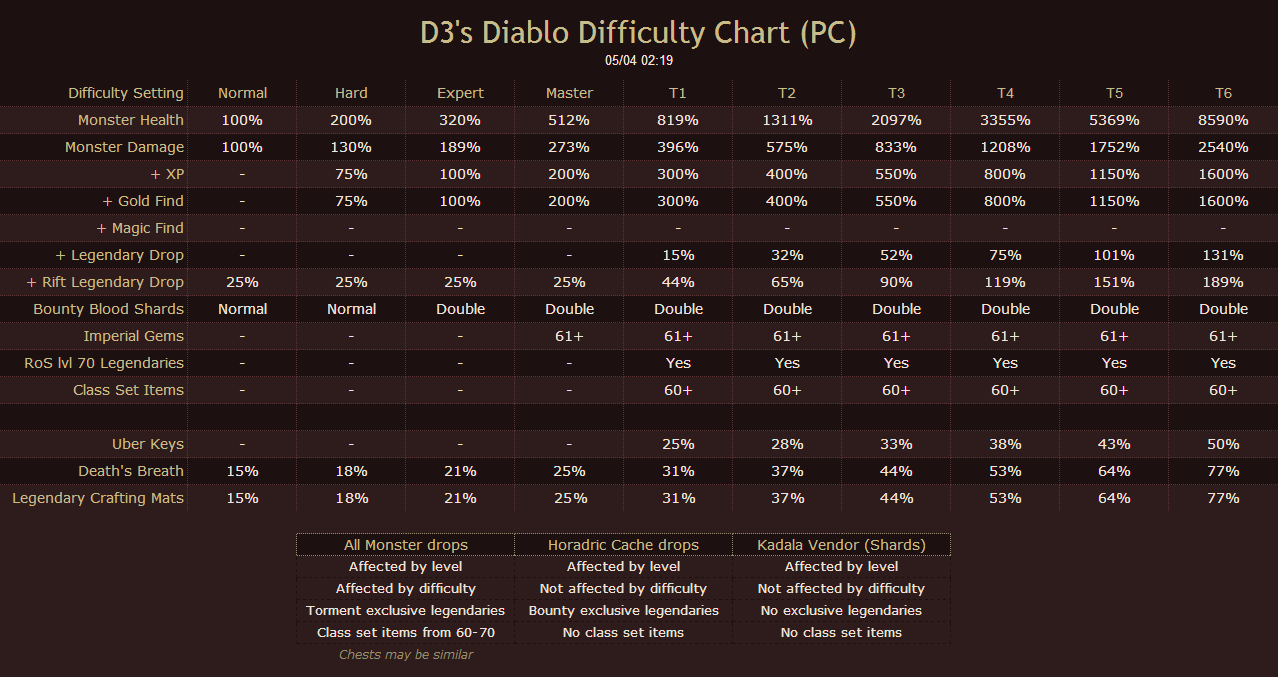 D3's Diablo Difficulty Chart (PC)
05/04 02:19
Difficulty Setting Normal Hard Expert Master T1 T2 T3 T4 T5 T6
Monster Health 100% 200% 320% 512% 819% 1311% 2097% 3355% 5369% 8590%
Monster Damage 100% 130% 189% 273% 396% 575% 833% 1208% 1752% 2540%
+ XP - 75% 100% 200% 300% 400% 550% 800% 1150% 1600%
+ Gold Find - 75% 100% 200% 300% 400% 550% 800% 1150% 1600%
+ Magic Find - - - - - - - - - -
+ Legendary Drop - - - - 15% 32% 52% 75% 101% 131%
+ Rift Legendary Drop 25% 25% 25% 25% 44% 65% 90% 119% 151% 189%
Bounty Blood Shards Normal Normal Double Double Double Double Double Double Double Double
Imperial Gems - - - 61+ 61+ 61+ 61+ 61+ 61+ 61+
RoS lvl 70 Legendaries - - - - Yes Yes Yes Yes Yes Yes
Class Set Items - - - - 60+ 60+ 60+ 60+ 60+ 60+
Uber Keys - - - - 25% 28% 33% 38% 43% 50%
Death's Breath 15% 18% 21% 25% 31% 37% 44% 53% 64% 77%
Legendary Crafting Mats 15% 18% 21% 25% 31% 37% 44% 53% 64% 77%
All Monster drops Horadric Cache drops Kadala Vendor (Shards)
Affected by level Affected by level Affected by level
Affected by difficulty Not affected by difficulty Not affected by difficulty
Torment exclusive legendaries Bounty exclusive legendaries No exclusive legendaries
Class set items from 60-70 No class set items No class set items
Chests may be similar